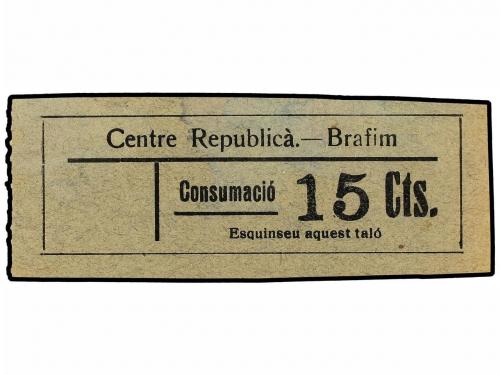 Centre Republicà.—Brafim
Consumació 15 Cts.
Esquinseu aquest taló